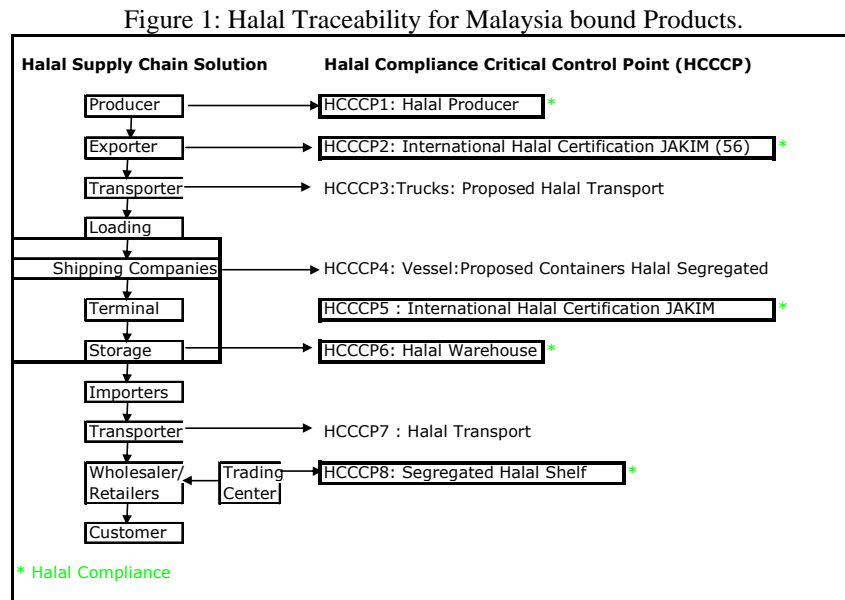 Figure 1: Halal Traceability for Malaysia bound Products.
Halal Supply Chain Solution Halal Compliance Critical Control Point (HCCCP)
Producer HCCCP1: Halal Producer *
Exporter HCCCP2: International Halal Certification JAKIM (56) *
Transporter HCCCP3:Trucks: Proposed Halal Transport
Loading
Shipping Companies HCCCP4: Vessel:Proposed Containers Halal Segregated
Terminal HCCCP5 : International Halal Certification JAKIM *
Storage HCCCP6: Halal Warehouse *
Importers
Transporter HCCCP7 : Halal Transport
Wholesaler/ Trading HCCCP8: Segregated Halal Shelf *
Retailers Center
Customer
* Halal Compliance